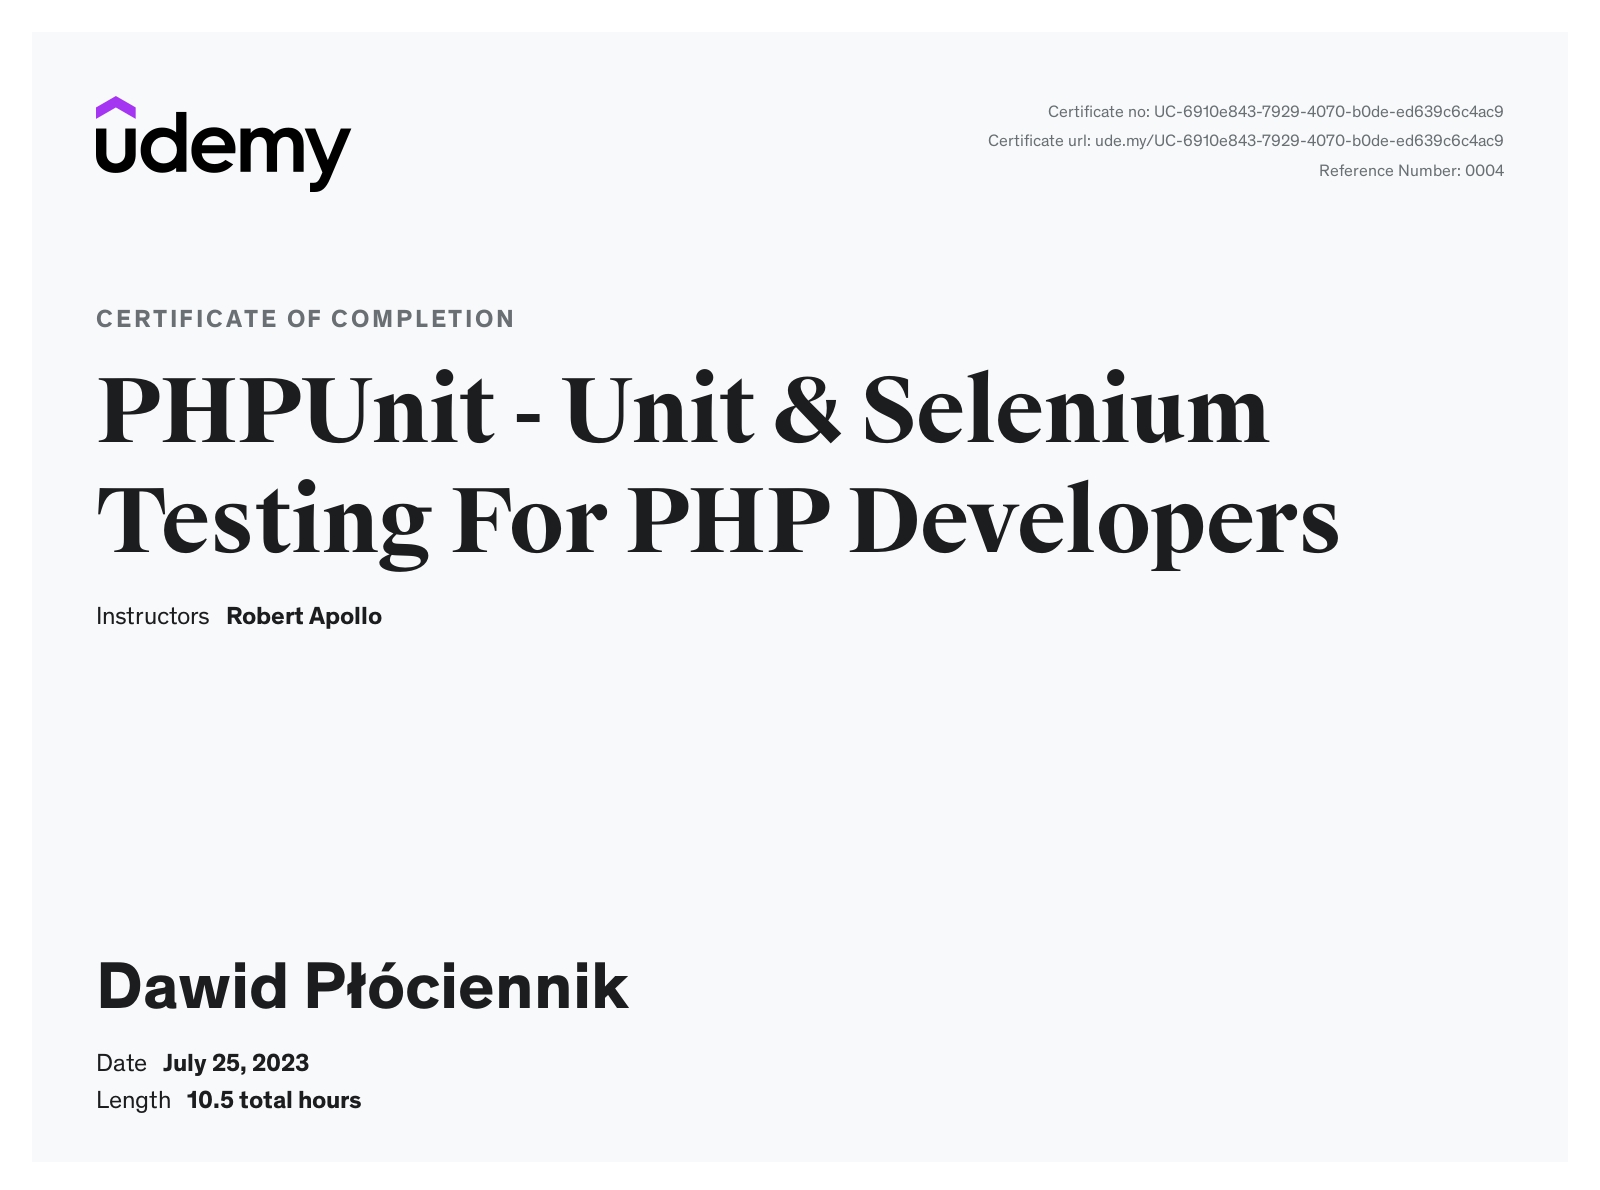 udemy
Certificate no: UC-6910e843-7929-4070-b0de-ed639c6c4ac9
Certificate url: ude.my/UC-6910e843-7929-4070-b0de-ed639c6c4ac9
Reference Number: 0004
CERTIFICATE OF COMPLETION
PHPUnit - Unit & Selenium
Testing For PHP Developers
Instructors Robert Apollo
Dawid Płóciennik
Date July 25, 2023
Length 10.5 total hours